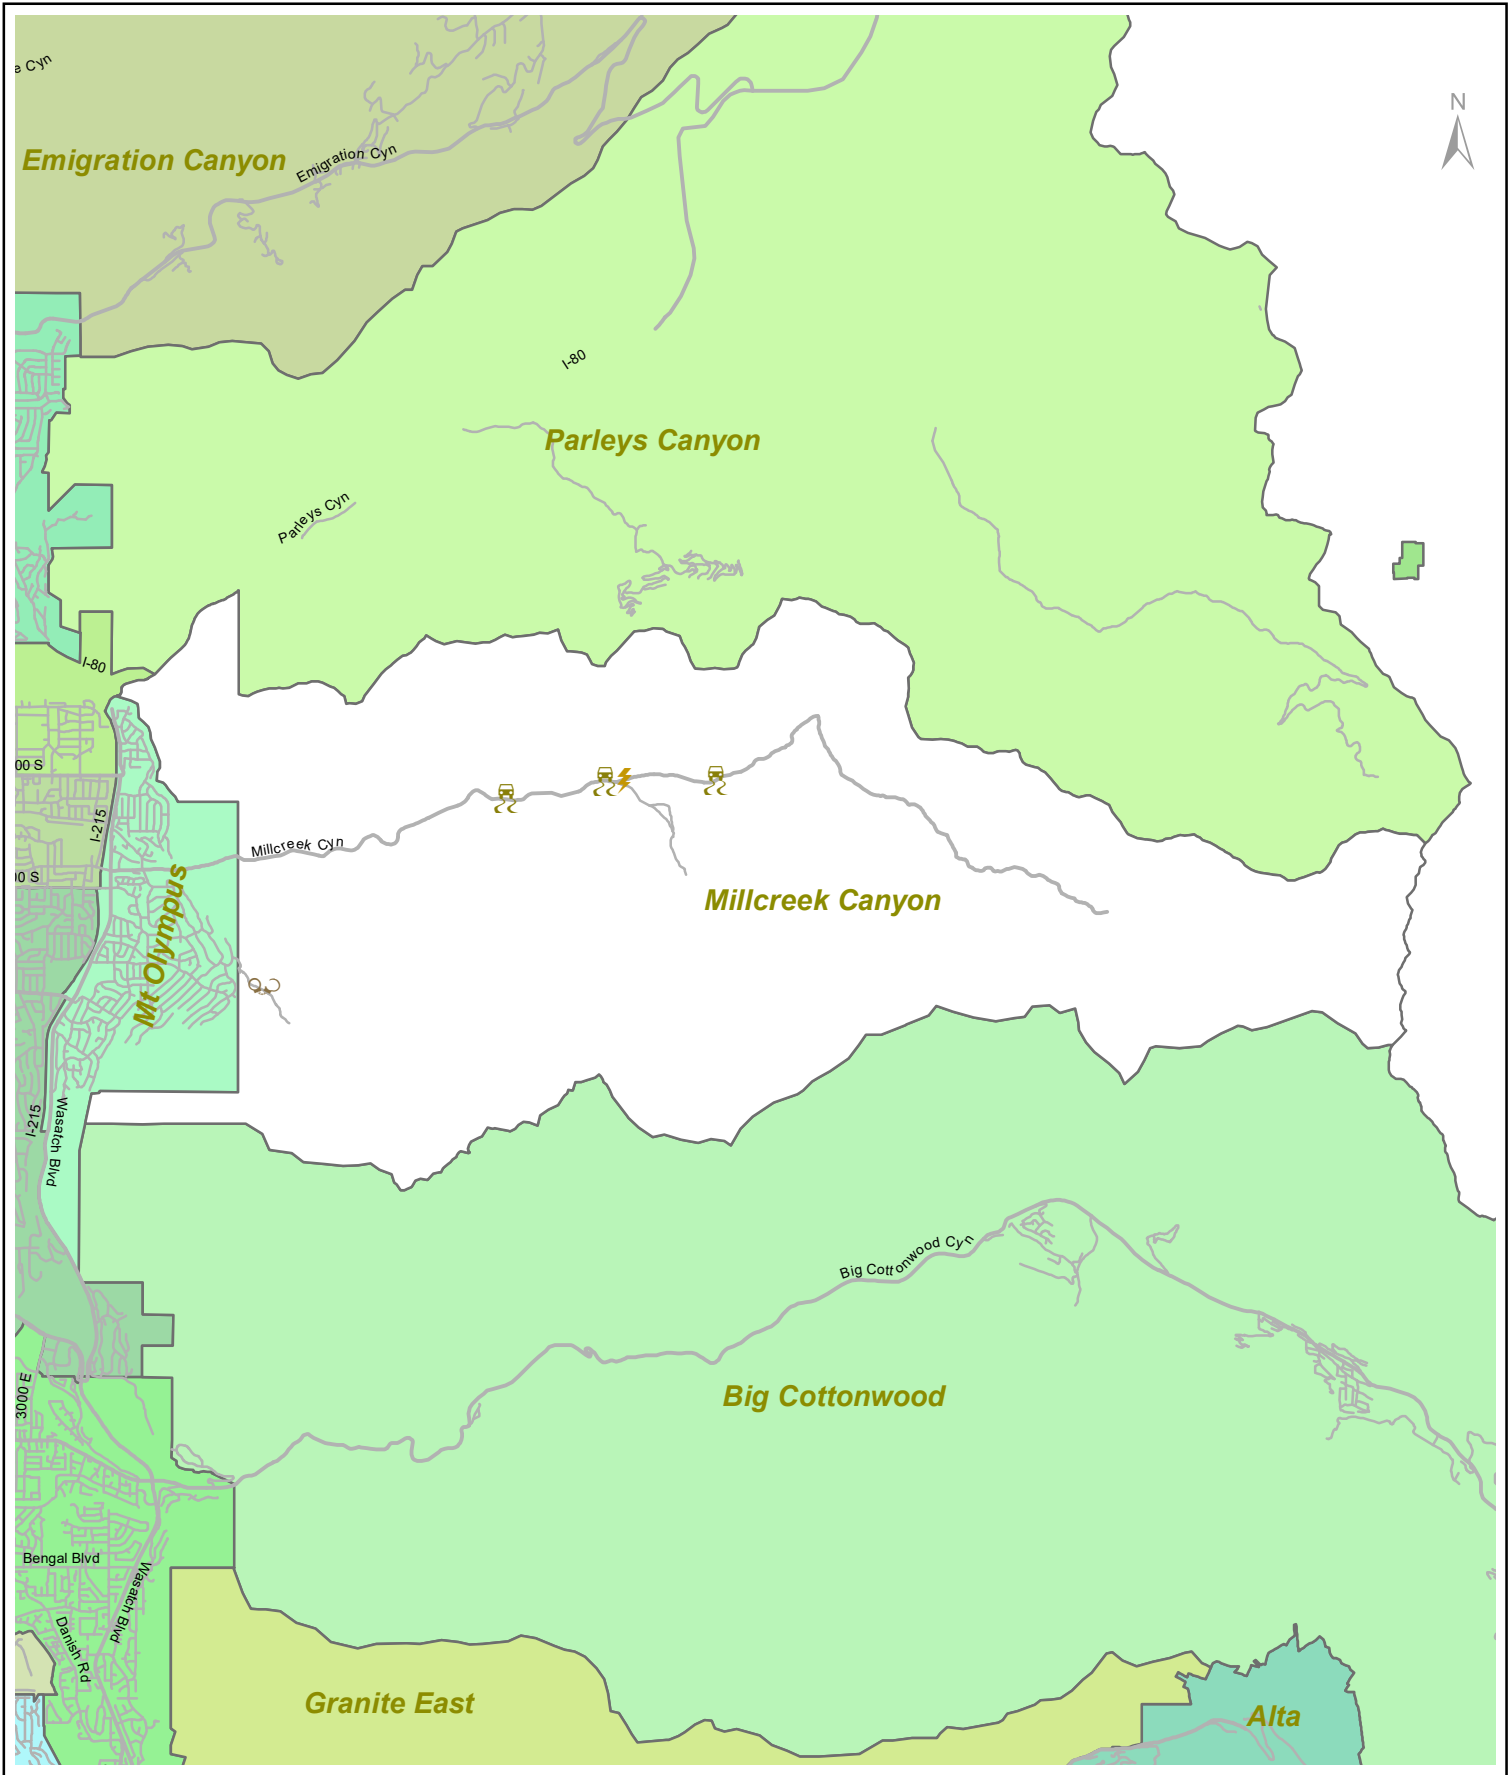 e Cyn
N
Emigration Canyon
Emigration Cyn
I-80
Parleys Canyon
Parleys Cyn
I-80
00 S
I-215
Millcreek Cyn
00 S
Mt Olympus
Millcreek Canyon
I-215
Wasatch Blvd
Big Cottonwood Cyn
3000 E
Big Cottonwood
Bengal Blvd
Wasatch Blvd
Danish Rd
Granite East
Alta